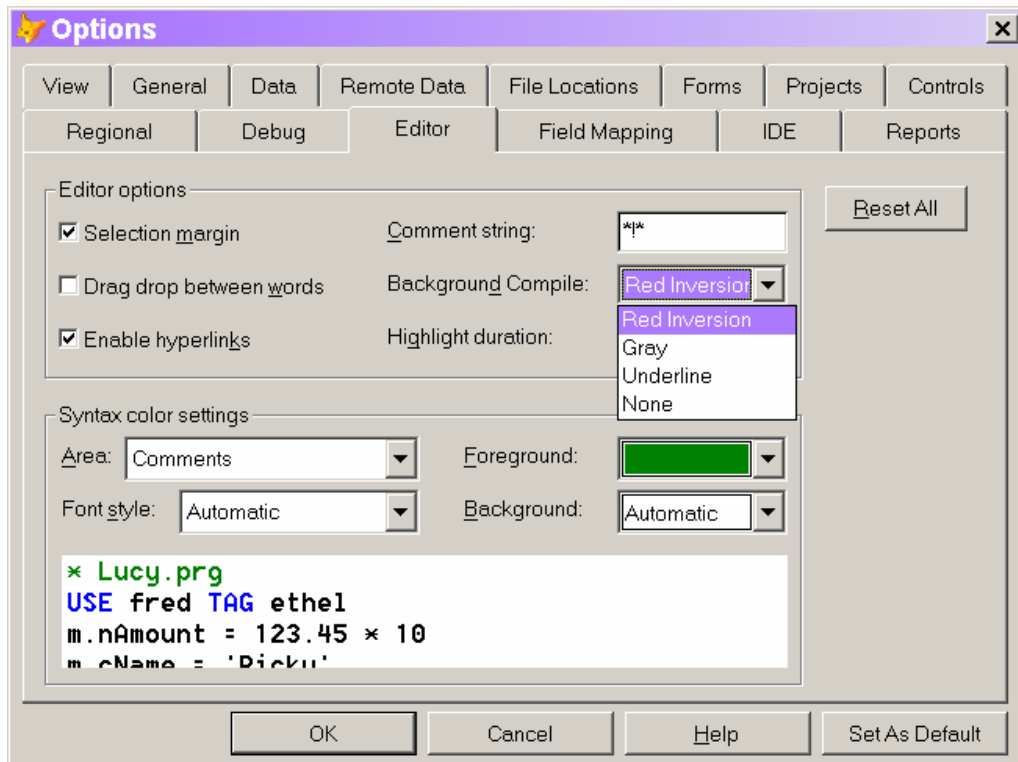 Options
View General Data Remote Data File Locations Forms Projects Controls
Regional Debug Editor Field Mapping IDE Reports
Editor options
Reset All
Selection margin Comment string: *!*
Drag drop between words Background Compile: Red Inversion
Red Inversion
Enable hyperlinks Highlight duration:
Gray
Underline
None
Syntax color settings
Area: Comments Foreground:
Font style: Automatic Background: Automatic
* Lucy.prg
USE fred TAG ethel
m.nAmount = 123.45 * 10
m.cName = 'Ricky'
OK Cancel Help Set As Default